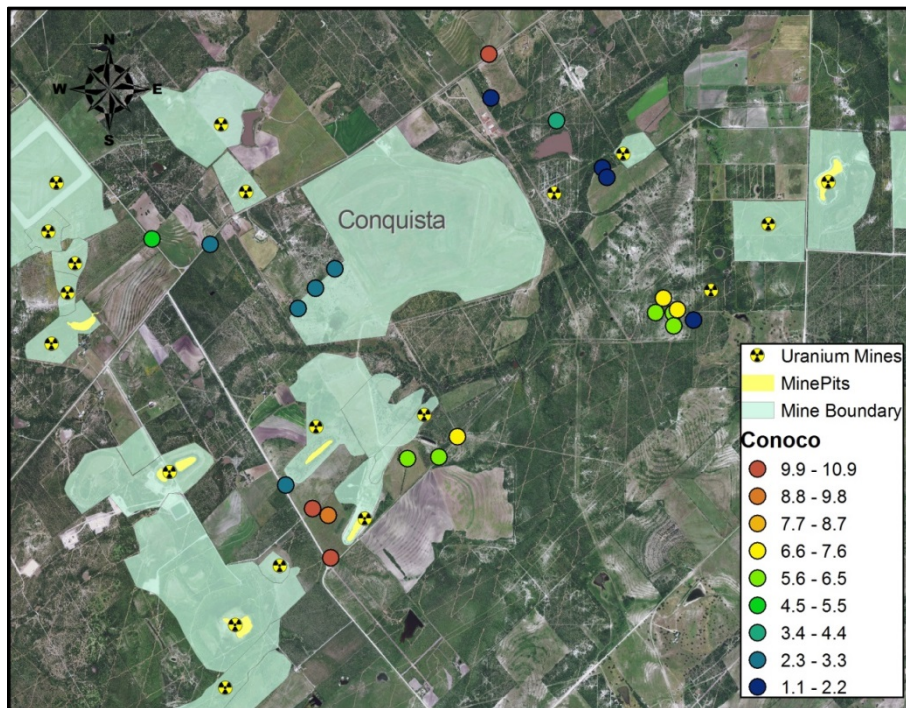 N
W E
S
Conquista
Uranium Mines
MinePits
Mine Boundary
Conoco
9.9 - 10.9
8.8 - 9.8
7.7 - 8.7
6.6 - 7.6
5.6 - 6.5
4.5 - 5.5
3.4 - 4.4
2.3 - 3.3
1.1 - 2.2